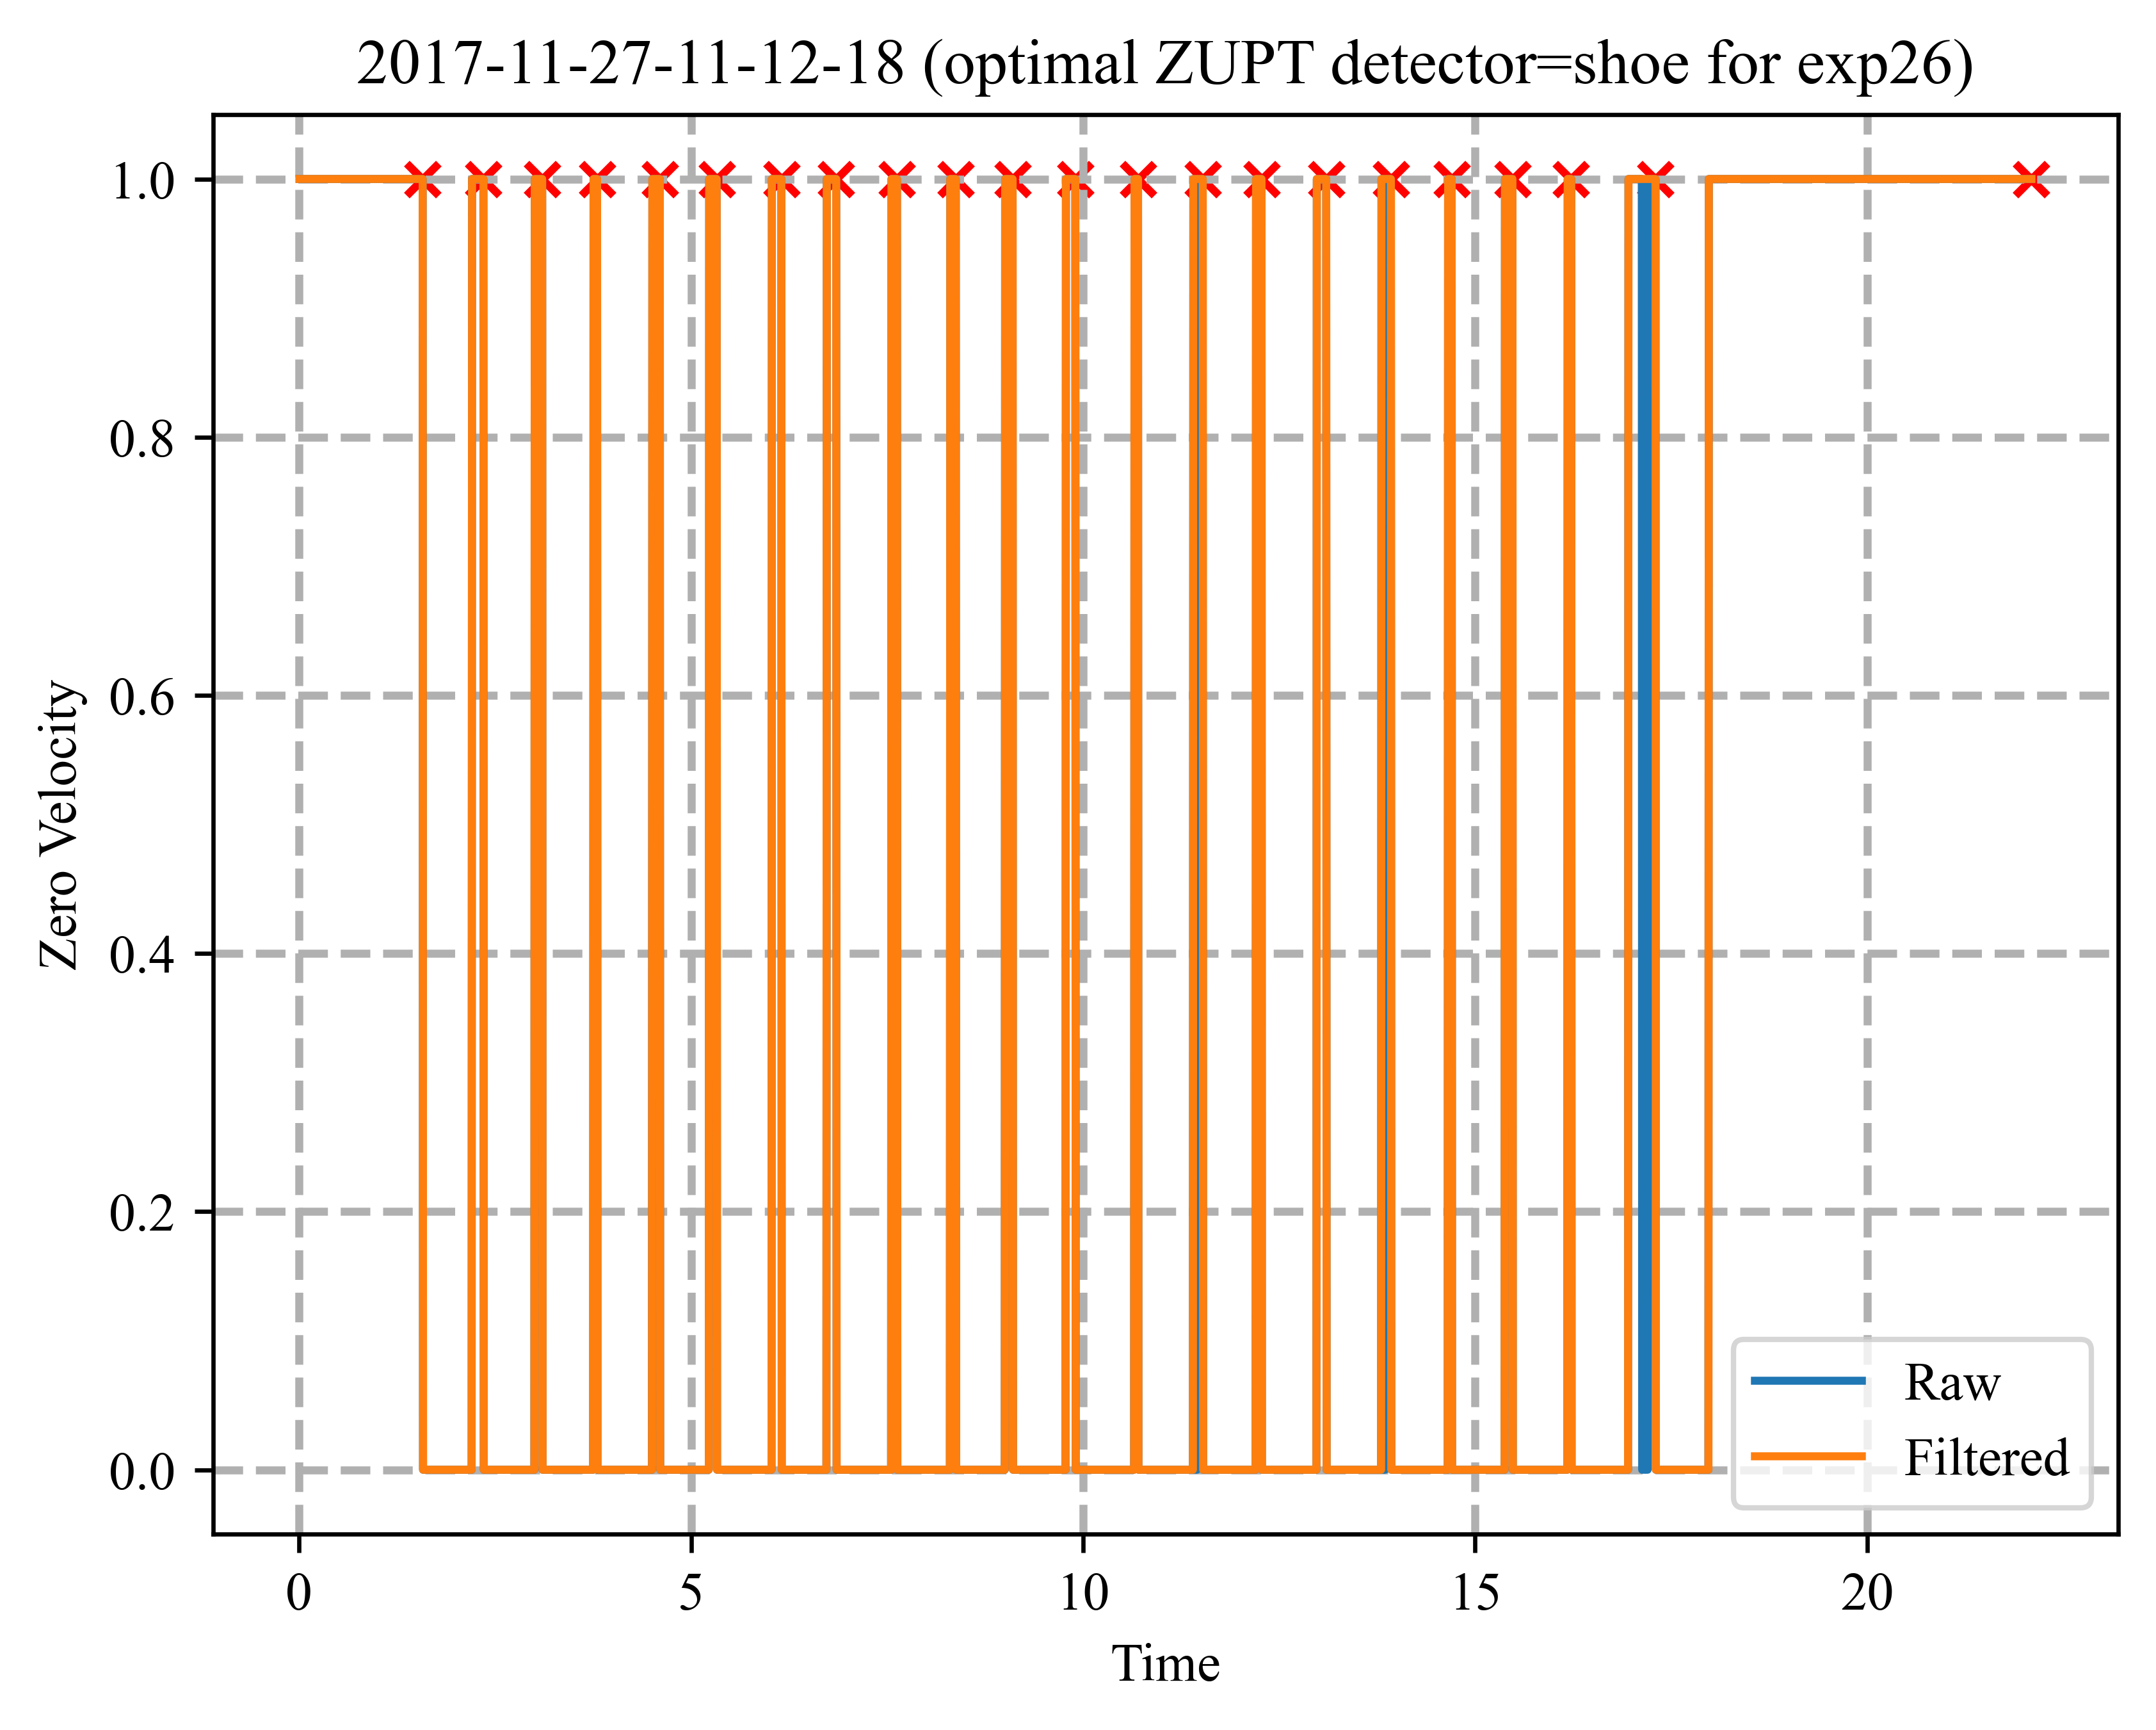 2017-11-27-11-12-18 (optimal ZUPT detector=shoe for exp26)
1.0
0.8
0.6
0.4
0.2
0.0
Zero Velocity
0 5 10 15 20
Time
Raw
Filtered